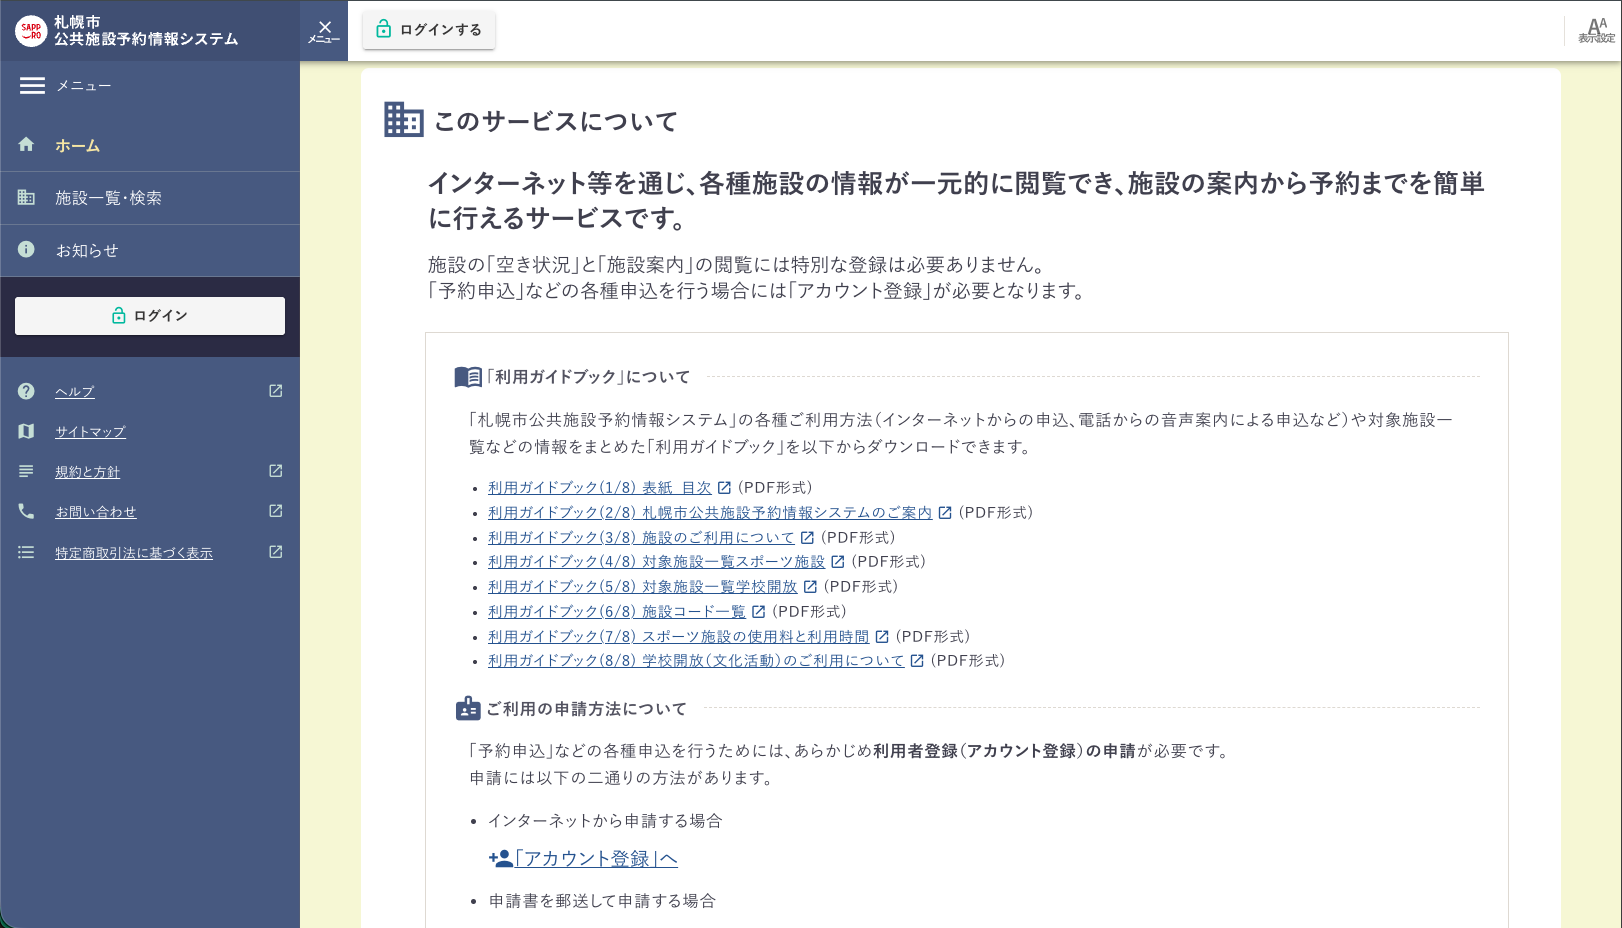 SAPP
RO
札幌市
公共施設予約情報システム
メニュー
ログインする
表示設定
メニュー
ホーム
施設一覧・検索
お知らせ
ログイン
ヘルプ
サイトマップ
規約と方針
お問い合わせ
特定商取引法に基づく表示
このサービスについて
インターネット等を通じ、各種施設の情報が一元的に閲覧でき、施設の案内から予約までを簡単
に行えるサービスです。
施設の「空き状況」と「施設案内」の閲覧には特別な登録は必要ありません。
「予約申込」などの各種申込を行う場合には「アカウント登録」が必要となります。
「利用ガイドブック」について
「札幌市公共施設予約情報システム」の各種ご利用方法（インターネットからの申込、電話からの音声案内による申込など）や対象施設一
覧などの情報をまとめた「利用ガイドブック」を以下からダウンロードできます。
• 利用ガイドブック(1/8) 表紙_目次 (PDF形式)
• 利用ガイドブック(2/8) 札幌市公共施設予約情報システムのご案内 (PDF形式)
• 利用ガイドブック(3/8) 施設のご利用について (PDF形式)
• 利用ガイドブック(4/8) 対象施設一覧スポーツ施設 (PDF形式)
• 利用ガイドブック(5/8) 対象施設一覧学校開放 (PDF形式)
• 利用ガイドブック(6/8) 施設コード一覧 (PDF形式)
• 利用ガイドブック(7/8) スポーツ施設の使用料と利用時間 (PDF形式)
• 利用ガイドブック(8/8) 学校開放（文化活動）のご利用について (PDF形式)
ご利用の申請方法について
「予約申込」などの各種申込を行うためには、あらかじめ利用者登録（アカウント登録）の申請が必要です。
申請には以下の二通りの方法があります。
• インターネットから申請する場合
「アカウント登録」へ
• 申請書を郵送して申請する場合